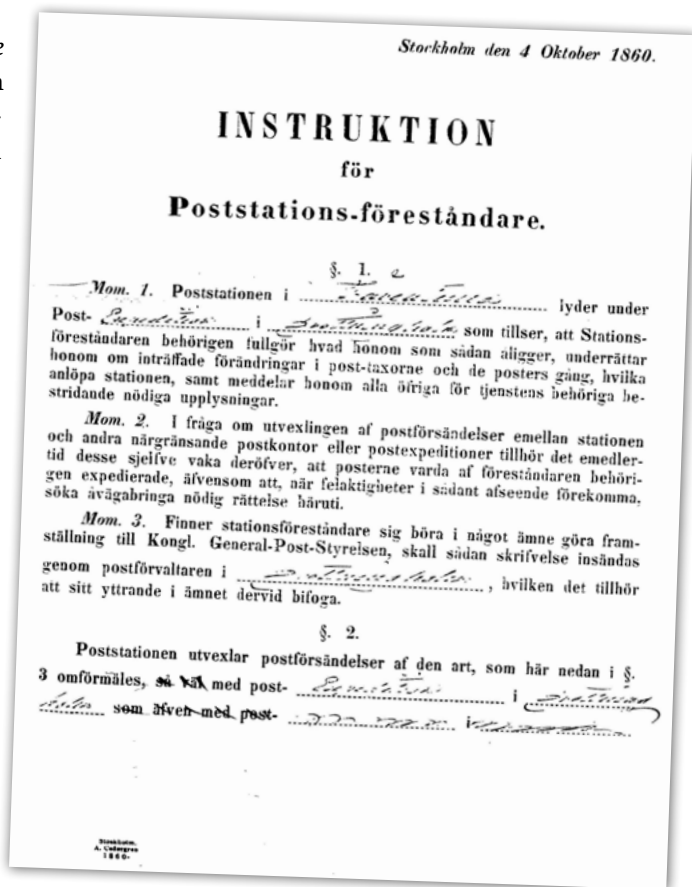 e
Stockholm den 4 Oktober 1860.
INSTRUKTION
för
Poststations-föreståndare.
§. 1.
Mom. 1. Poststationen i lyder under
Post- Expedition i Drottningholm som tillser, att Stations-
föreståndaren behörigen fullgör hvad honom som sådan åligger, underrättar
honom om inträffade förändringar i post-taxorne och de posters gång, hvilka
anlöpa stationen, samt meddelar honom alla öfriga för tjenstens behöriga be-
stridande nödiga upplysningar.
Mom. 2. I fråga om utvexlingen af postförsändelser emellan stationen
och andra närgränsande postkontor eller postexpeditioner tillhör det emedler-
tid desse sjelfve vaka deröfver, att posterne varda af föreståndaren behöri-
gen expedierade, äfvensom att, när felaktigheter i sådant afseende förekomma,
söka åvägabringa nödig rättelse häruti.
Mom. 3. Finner stationsföreståndare sig böra i något ämne göra fram-
ställning till Kongl. General-Post-Styrelsen, skall sådan skrifvelse insändas
genom postförvaltaren i Drottningholm, hvilken det tillhör
att sitt yttrande i ämnet dervid bifoga.
§. 2.
Poststationen utvexlar postförsändelser af den art, som här nedan i §.
3 omförmäles, så väl med post- Expedition i Drottning
holm som äfven med post- i
Stockholm,
A. Cedergren
1860.